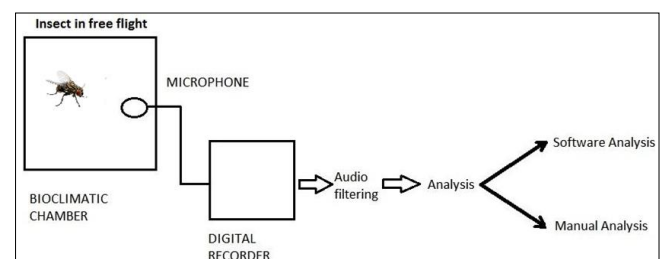 Insect in free flight
MICROPHONE
BIOCLIMATIC
CHAMBER
DIGITAL
RECORDER
Audio
filtering
Analysis
Software Analysis
Manual Analysis